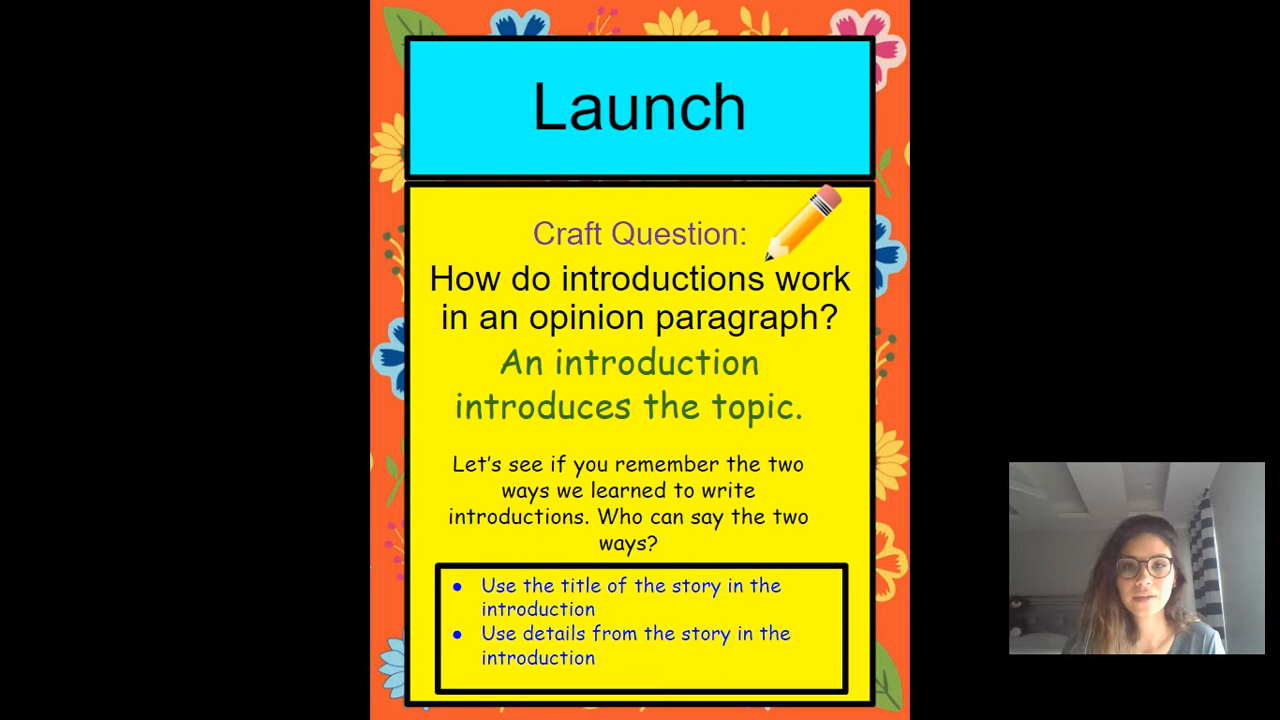 Launch
Craft Question:
How do introductions work
in an opinion paragraph?
An introduction
introduces the topic.
Let's see if you remember the two
ways we learned to write
introductions. Who can say the two
ways?
● Use the title of the story in the
introduction
● Use details from the story in the
introduction